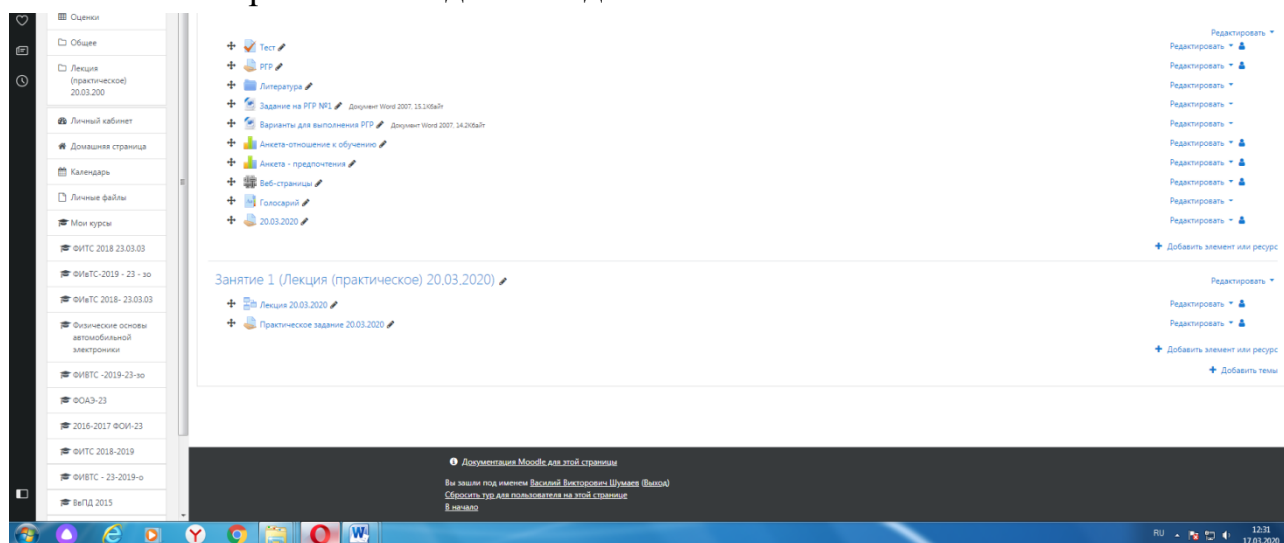 Оценки
Общее
Лекция
(практическое)
20.03.200
Личный кабинет
Домашняя страница
Календарь
Личные файлы
Мои курсы
ФИТС 2018 23.03.03
ФИвТС-2019 - 23 - зо
ФИвТС 2018- 23.03.03
Физические основы
автомобильной
электроники
ФИВТС -2019-23-зо
ФОАЭ-23
2016-2017 ФОИ-23
ФИТС 2018-2019
ФИВТС - 23-2019-о
ВвПД 2015
Редактировать
Тест Редактировать
РГР Редактировать
Литература Редактировать
Задание на РГР №1 Документ Word 2007, 15.1Кбайт Редактировать
Варианты для выполнения РГР Документ Word 2007, 14.2Кбайт Редактировать
Анкета-отношение к обучению Редактировать
Анкета - предпочтения Редактировать
Веб-страницы Редактировать
Голосарий Редактировать
20.03.2020 Редактировать
Добавить элемент или ресурс
Занятие 1 (Лекция (практическое) 20.03.2020) Редактировать
Лекция 20.03.2020 Редактировать
Практическое задание 20.03.2020 Редактировать
Добавить элемент или ресурс
Добавить темы
Документация Moodle для этой страницы
Вы зашли под именем Василий Викторович Шумаев (Выход)
Сбросить тур для пользователя на этой странице
В начало
RU 12:31
17.03.2020